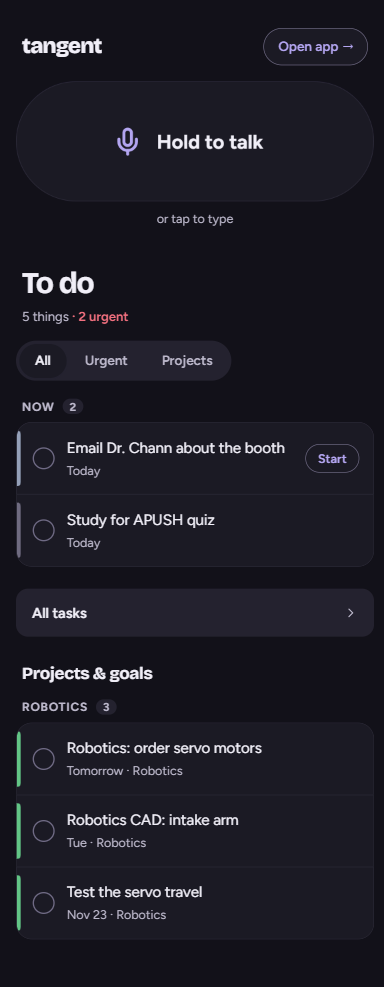 tangent
Open app →
Hold to talk
or tap to type
To do
5 things · 2 urgent
All
Urgent
Projects
NOW 2
Email Dr. Chann about the booth
Today
Start
Study for APUSH quiz
Today
All tasks
Projects & goals
ROBOTICS 3
Robotics: order servo motors
Tomorrow · Robotics
Robotics CAD: intake arm
Tue · Robotics
Test the servo travel
Nov 23 · Robotics